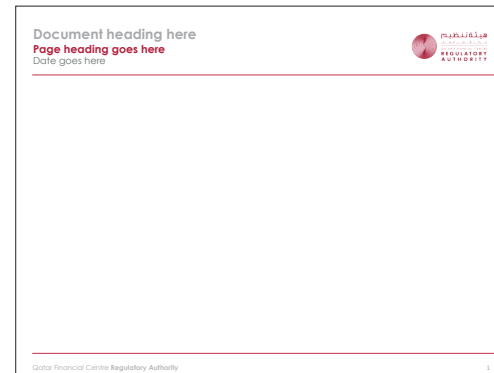 Document heading here
Page heading goes here
Date goes here
هيئة تنظيم
REGULATORY
AUTHORITY
Qatar Financial Centre Regulatory Authority
1